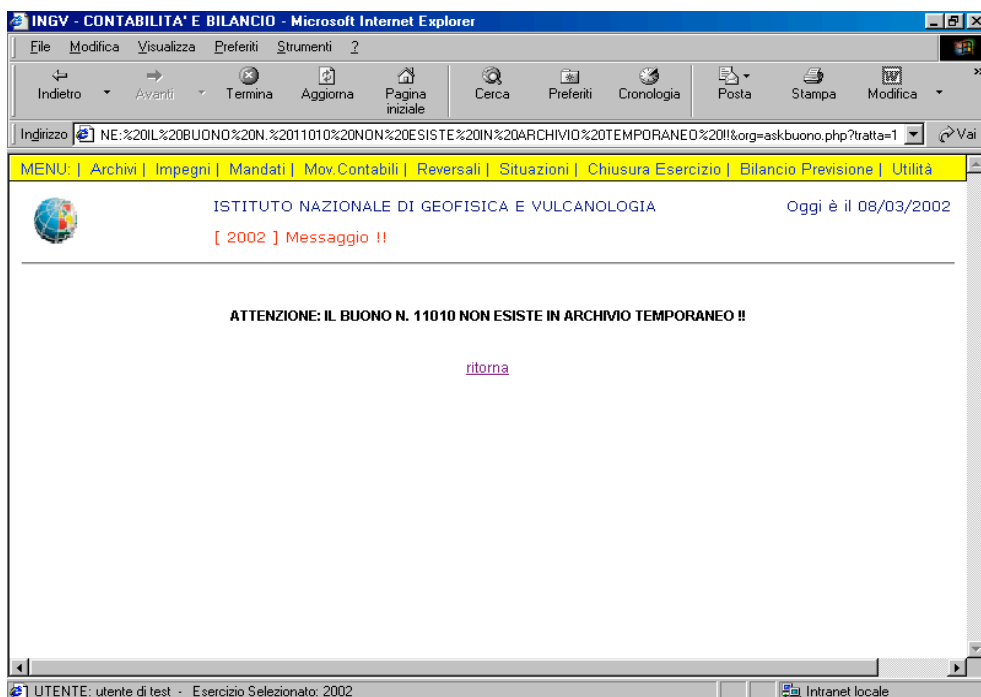 INGV - CONTABILITA' E BILANCIO - Microsoft Internet Explorer
File Modifica Visualizza Preferiti Strumenti ?
Indietro Avanti Termina Aggiorna Pagina iniziale Cerca Preferiti Cronologia Posta Stampa Modifica »
Indirizzo NE:%20IL%20BUONO%20N.%2011010%20NON%20ESISTE%20IN%20ARCHIVIO%20TEMPORANEO%20!!&org=askbuono.php?tratta=1 Vai
MENU: | Archivi | Impegni | Mandati | Mov.Contabili | Reversali | Situazioni | Chiusura Esercizio | Bilancio Previsione | Utilità
ISTITUTO NAZIONALE DI GEOFISICA E VULCANOLOGIA Oggi è il 08/03/2002
[ 2002 ] Messaggio !!
ATTENZIONE: IL BUONO N. 11010 NON ESISTE IN ARCHIVIO TEMPORANEO !!
ritorna
UTENTE: utente di test - Esercizio Selezionato: 2002 Intranet locale